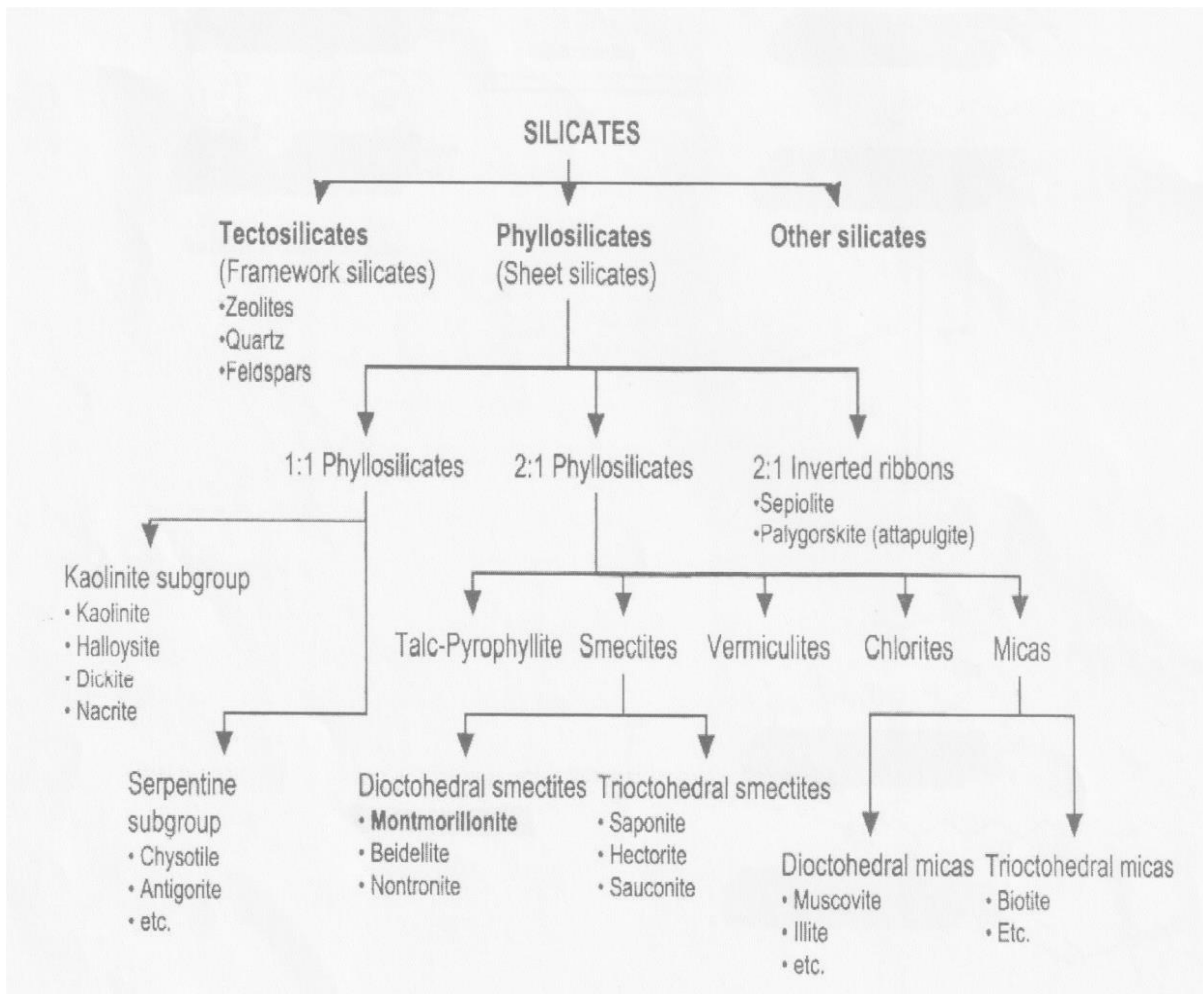 SILICATES
Tectosilicates
(Framework silicates)
•Zeolites
•Quartz
•Feldspars
Phyllosilicates
(Sheet silicates)
Other silicates
1:1 Phyllosilicates
2:1 Phyllosilicates
2:1 Inverted ribbons
•Sepiolite
•Palygorskite (attapulgite)
Kaolinite subgroup
• Kaolinite
• Halloysite
• Dickite
• Nacrite
Talc-Pyrophyllite
Smectites
Vermiculites
Chlorites
Micas
Serpentine
subgroup
• Chysotile
• Antigorite
• etc.
Dioctohedral smectites
• Montmorillonite
• Beidellite
• Nontronite
Trioctohedral smectites
• Saponite
• Hectorite
• Sauconite
Dioctohedral micas
• Muscovite
• Illite
• etc.
Trioctohedral micas
• Biotite
• Etc.